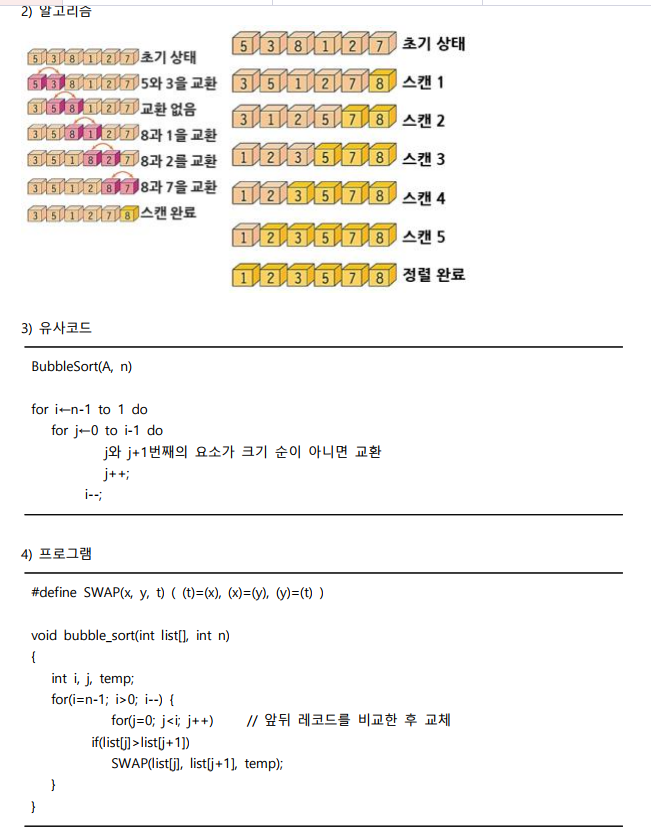 2) 알고리즘
5 3 8 1 2 7 초기 상태
5 3 8 1 2 7 5와 3을 교환
3 5 8 1 2 7 교환 없음
3 5 8 1 2 7 8과 1을 교환
3 5 1 8 2 7 8과 2를 교환
3 5 1 2 8 7 8과 7을 교환
3 5 1 2 7 8 스캔 완료
5 3 8 1 2 7 초기 상태
3 5 1 2 7 8 스캔 1
3 1 2 5 7 8 스캔 2
1 2 3 5 7 8 스캔 3
1 2 3 5 7 8 스캔 4
1 2 3 5 7 8 스캔 5
1 2 3 5 7 8 정렬 완료
3) 유사코드
BubbleSort(A, n)
for i←n-1 to 1 do
for j←0 to i-1 do
j와 j+1번째의 요소가 크기 순이 아니면 교환
j++;
i--;
4) 프로그램
#define SWAP(x, y, t) ( (t)=(x), (x)=(y), (y)=(t) )
void bubble_sort(int list[], int n)
{
int i, j, temp;
for(i=n-1; i>0; i--) {
for(j=0; j<i; j++) // 앞뒤 레코드를 비교한 후 교체
if(list[j]>list[j+1])
SWAP(list[j], list[j+1], temp);
}
}